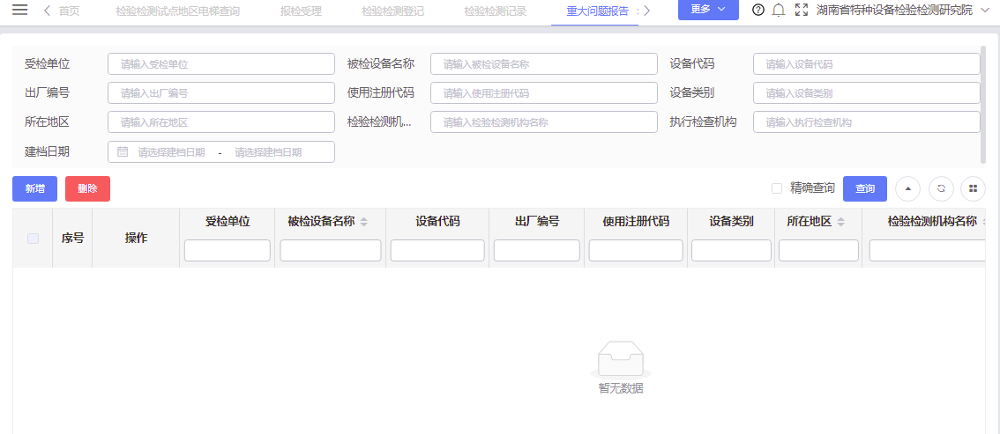 首页 检验检测试点地区电梯查询 报检受理 检验检测登记 检验检测记录 重大问题报告 更多 湖南省特种设备检验检测研究院
受检单位 请输入受检单位 被检设备名称 请输入被检设备名称 设备代码 请输入设备代码
出厂编号 请输入出厂编号 使用注册代码 请输入使用注册代码 设备类别 请输入设备类别
所在地区 请输入所在地区 检验检测机... 请输入检验检测机构名称 执行检查机构 请输入执行检查机构
建档日期 请选择建档日期 - 请选择建档日期
新增 删除 精确查询 查询
序号 操作 受检单位 被检设备名称 设备代码 出厂编号 使用注册代码 设备类别 所在地区 检验检测机构名称
暂无数据